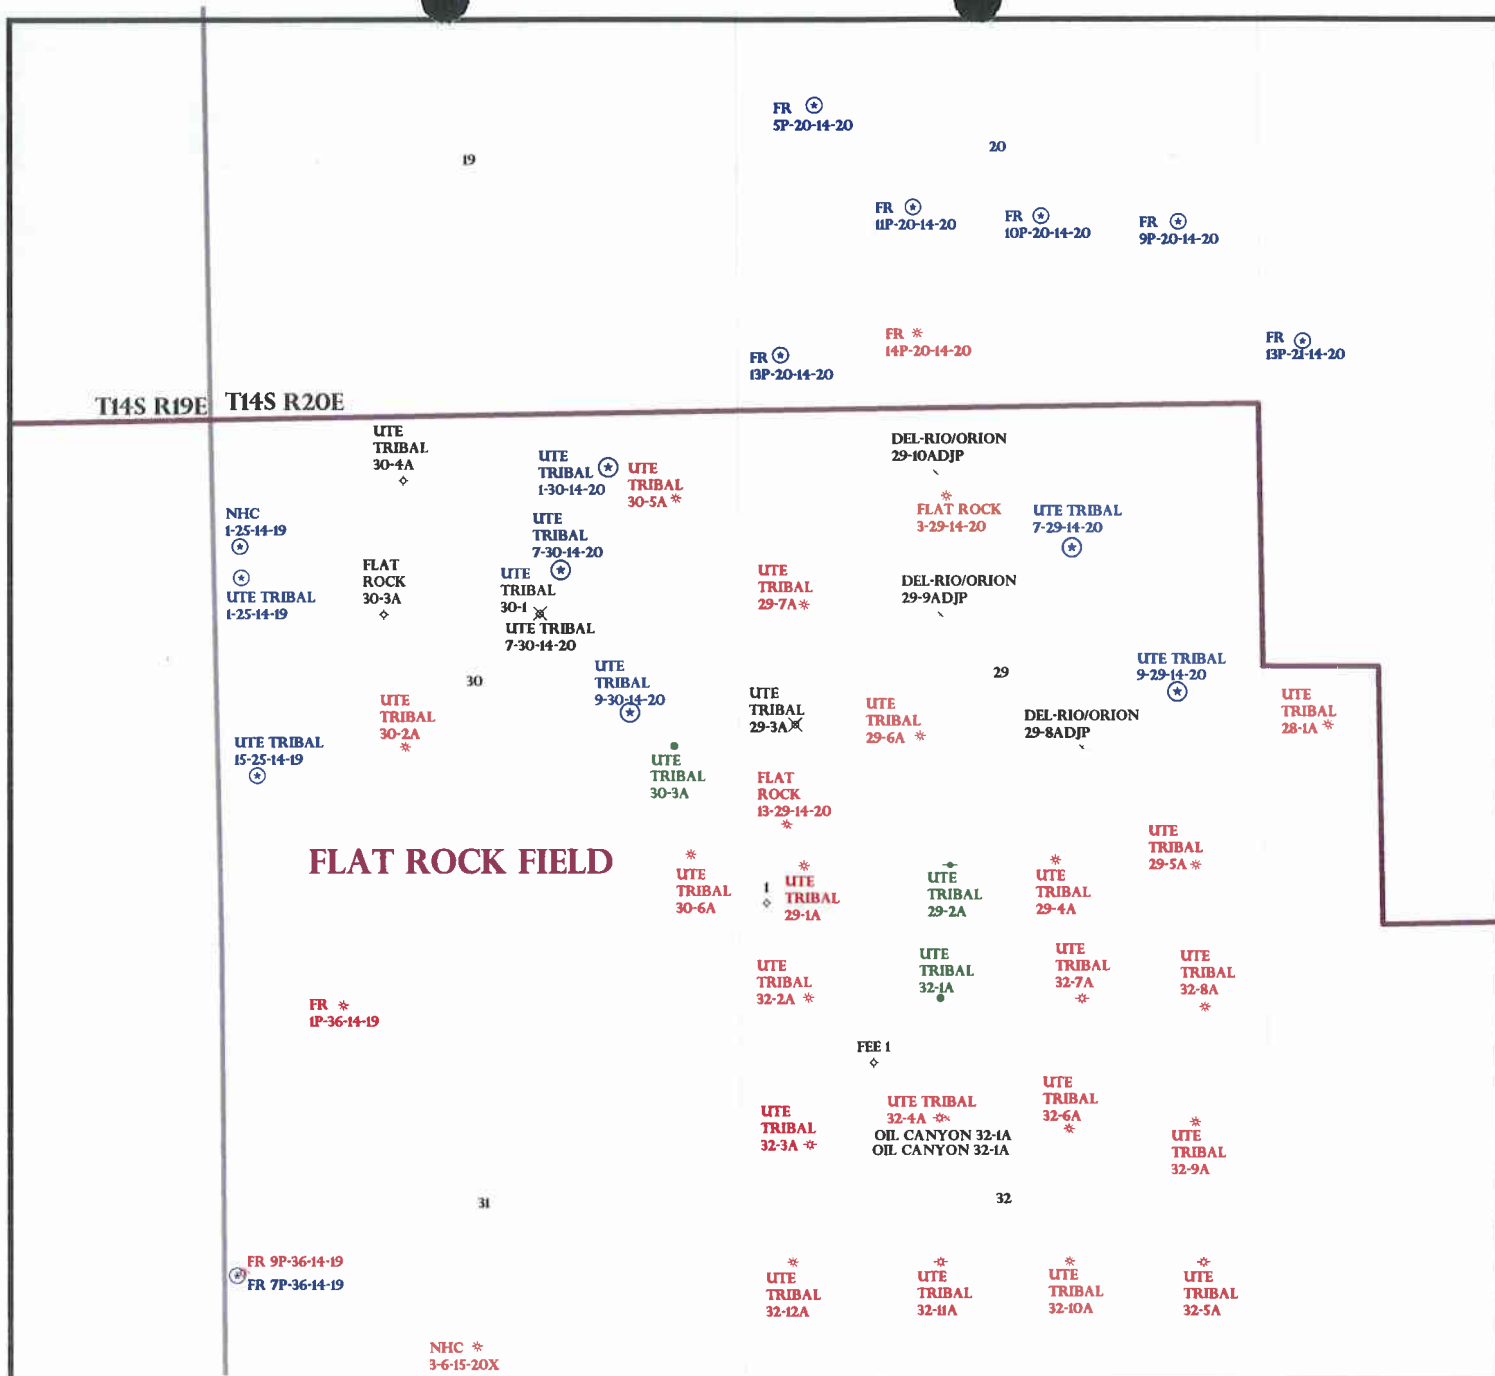 FR
5P-20-14-20
19
20
FR
11P-20-14-20
FR
10P-20-14-20
FR
9P-20-14-20
FR
14P-20-14-20
FR
13P-20-14-20
FR
13P-21-14-20
T14S R19E
T14S R20E
UTE
TRIBAL
30-4A
UTE
TRIBAL
1-30-14-20
UTE
TRIBAL
30-5A
DEL-RIO/ORION
29-10ADJP
NHC
1-25-14-19
UTE
TRIBAL
7-30-14-20
FLAT ROCK
3-29-14-20
UTE TRIBAL
7-29-14-20
FLAT
ROCK
30-3A
UTE
TRIBAL
30-1
UTE TRIBAL
7-30-14-20
UTE
TRIBAL
29-7A
DEL-RIO/ORION
29-9ADJP
UTE TRIBAL
1-25-14-19
30
UTE
TRIBAL
9-30-14-20
29
UTE TRIBAL
9-29-14-20
UTE
TRIBAL
30-2A
UTE
TRIBAL
29-3A
UTE
TRIBAL
29-6A
DEL-RIO/ORION
29-8ADJP
UTE
TRIBAL
28-1A
UTE TRIBAL
15-25-14-19
UTE
TRIBAL
30-3A
FLAT
ROCK
13-29-14-20
FLAT ROCK FIELD
UTE
TRIBAL
29-5A
UTE
TRIBAL
30-6A
1
UTE
TRIBAL
29-1A
UTE
TRIBAL
29-2A
UTE
TRIBAL
29-4A
UTE
TRIBAL
32-2A
UTE
TRIBAL
32-1A
UTE
TRIBAL
32-7A
UTE
TRIBAL
32-8A
FR
1P-36-14-19
FEE 1
UTE
TRIBAL
32-3A
UTE TRIBAL
32-4A
OIL CANYON 32-1A
OIL CANYON 32-1A
UTE
TRIBAL
32-6A
UTE
TRIBAL
32-9A
31
32
FR 9P-36-14-19
FR 7P-36-14-19
UTE
TRIBAL
32-12A
UTE
TRIBAL
32-11A
UTE
TRIBAL
32-10A
UTE
TRIBAL
32-5A
NHC
3-6-15-20X